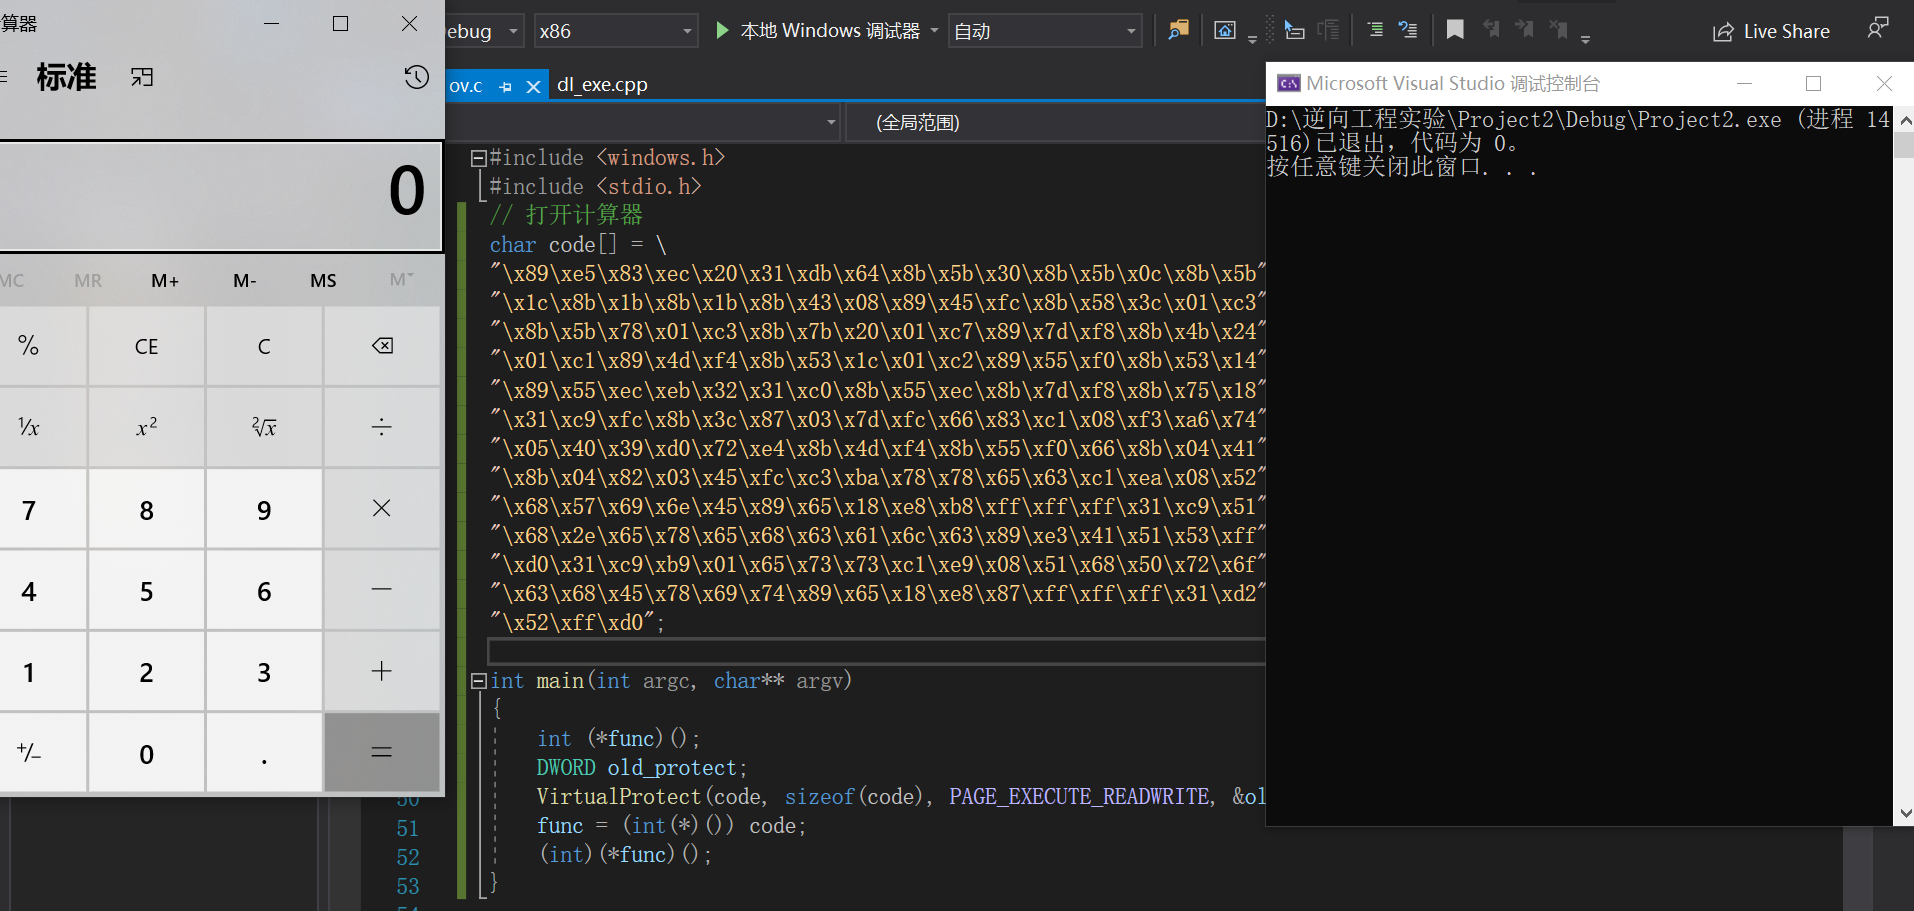 算器
标准
0
MC MR M+ M- MS M
% CE C
¹/x x² ²√x ÷
7 8 9 ×
4 5 6 −
1 2 3 +
+/− 0 . =
ebug x86 本地 Windows 调试器 自动 Live Share
ov.c dl_exe.cpp
(全局范围)
#include <windows.h>
#include <stdio.h>
// 打开计算器
char code[] = \
"\x89\xe5\x83\xec\x20\x31\xdb\x64\x8b\x5b\x30\x8b\x5b\x0c\x8b\x5b"
"\x1c\x8b\x1b\x8b\x1b\x8b\x43\x08\x89\x45\xfc\x8b\x58\x3c\x01\xc3"
"\x8b\x5b\x78\x01\xc3\x8b\x7b\x20\x01\xc7\x89\x7d\xf8\x8b\x4b\x24"
"\x01\xc1\x89\x4d\xf4\x8b\x53\x1c\x01\xc2\x89\x55\xf0\x8b\x53\x14"
"\x89\x55\xec\xeb\x32\x31\xc0\x8b\x55\xec\x8b\x7d\xf8\x8b\x75\x18"
"\x31\xc9\xfc\x8b\x3c\x87\x03\x7d\xfc\x66\x83\xc1\x08\xf3\xa6\x74"
"\x05\x40\x39\xd0\x72\xe4\x8b\x4d\xf4\x8b\x55\xf0\x66\x8b\x04\x41"
"\x8b\x04\x82\x03\x45\xfc\xc3\xba\x78\x78\x65\x63\xc1\xea\x08\x52"
"\x68\x57\x69\x6e\x45\x89\x65\x18\xe8\xb8\xff\xff\xff\x31\xc9\x51"
"\x68\x2e\x65\x78\x65\x68\x63\x61\x6c\x63\x89\xe3\x41\x51\x53\xff"
"\xd0\x31\xc9\xb9\x01\x65\x73\x73\xc1\xe9\x08\x51\x68\x50\x72\x6f"
"\x63\x68\x45\x78\x69\x74\x89\x65\x18\xe8\x87\xff\xff\xff\x31\xd2"
"\x52\xff\xd0";
int main(int argc, char** argv)
{
int (*func)();
DWORD old_protect;
50 VirtualProtect(code, sizeof(code), PAGE_EXECUTE_READWRITE, &ol
51 func = (int(*)()) code;
52 (int)(*func)();
53 }
Microsoft Visual Studio 调试控制台
D:\逆向工程实验\Project2\Debug\Project2.exe (进程 14
516)已退出，代码为 0。
按任意键关闭此窗口. . .